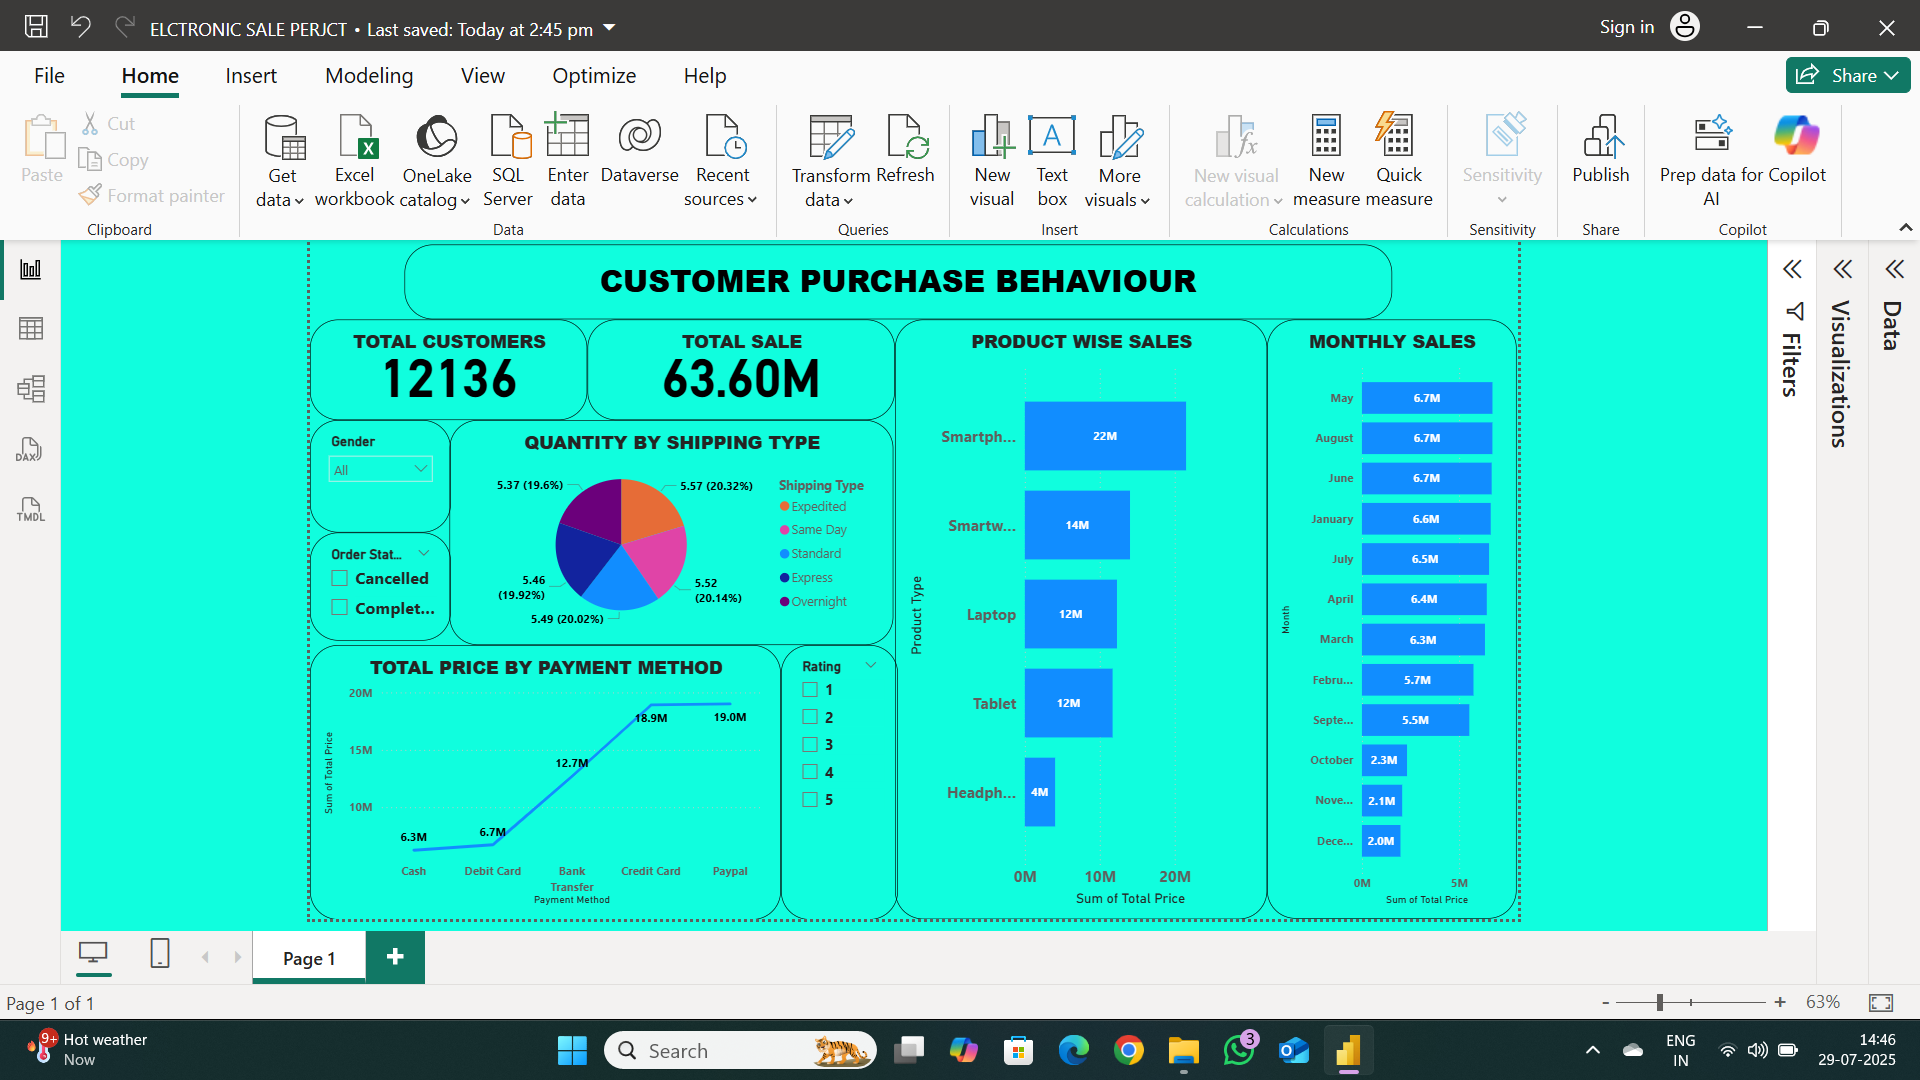 ELCTRONIC SALE PERJCT • Last saved: Today at 2:45 pm
Sign in
File Home Insert Modeling View Optimize Help
Share
Paste
Cut
Copy
Format painter
Clipboard
Get data
Excel workbook
OneLake catalog
SQL Server
Enter data
Dataverse
Recent sources
Data
Transform data
Refresh
Queries
New visual
Text box
More visuals
Insert
New visual calculation
New measure
Quick measure
Calculations
Sensitivity
Sensitivity
Publish
Share
Prep data for AI
Copilot
Copilot
DAX
TMDL
CUSTOMER PURCHASE BEHAVIOUR
TOTAL CUSTOMERS
12136
TOTAL SALE
63.60M
Gender
All
Order Stat...
Cancelled
Complet...
QUANTITY BY SHIPPING TYPE
5.37 (19.6%)
5.57 (20.32%)
5.46
(19.92%)
5.52
(20.14%)
5.49 (20.02%)
Shipping Type
Expedited
Same Day
Standard
Express
Overnight
TOTAL PRICE BY PAYMENT METHOD
Sum of Total Price
20M
15M
10M
6.3M
6.7M
12.7M
18.9M
19.0M
Cash
Debit Card
Bank Transfer
Credit Card
Paypal
Payment Method
Rating
1
2
3
4
5
PRODUCT WISE SALES
Product Type
Smartph... 22M
Smartw... 14M
Laptop 12M
Tablet 12M
Headph... 4M
0M 10M 20M
Sum of Total Price
MONTHLY SALES
Month
May 6.7M
August 6.7M
June 6.7M
January 6.6M
July 6.5M
April 6.4M
March 6.3M
Febru... 5.7M
Septe... 5.5M
October 2.3M
Nove... 2.1M
Dece... 2.0M
0M 5M
Sum of Total Price
Filters
Visualizations
Data
Page 1
Page 1 of 1
- + 63%
9+
Hot weather
Now
Search
3
ENG
IN
14:46
29-07-2025